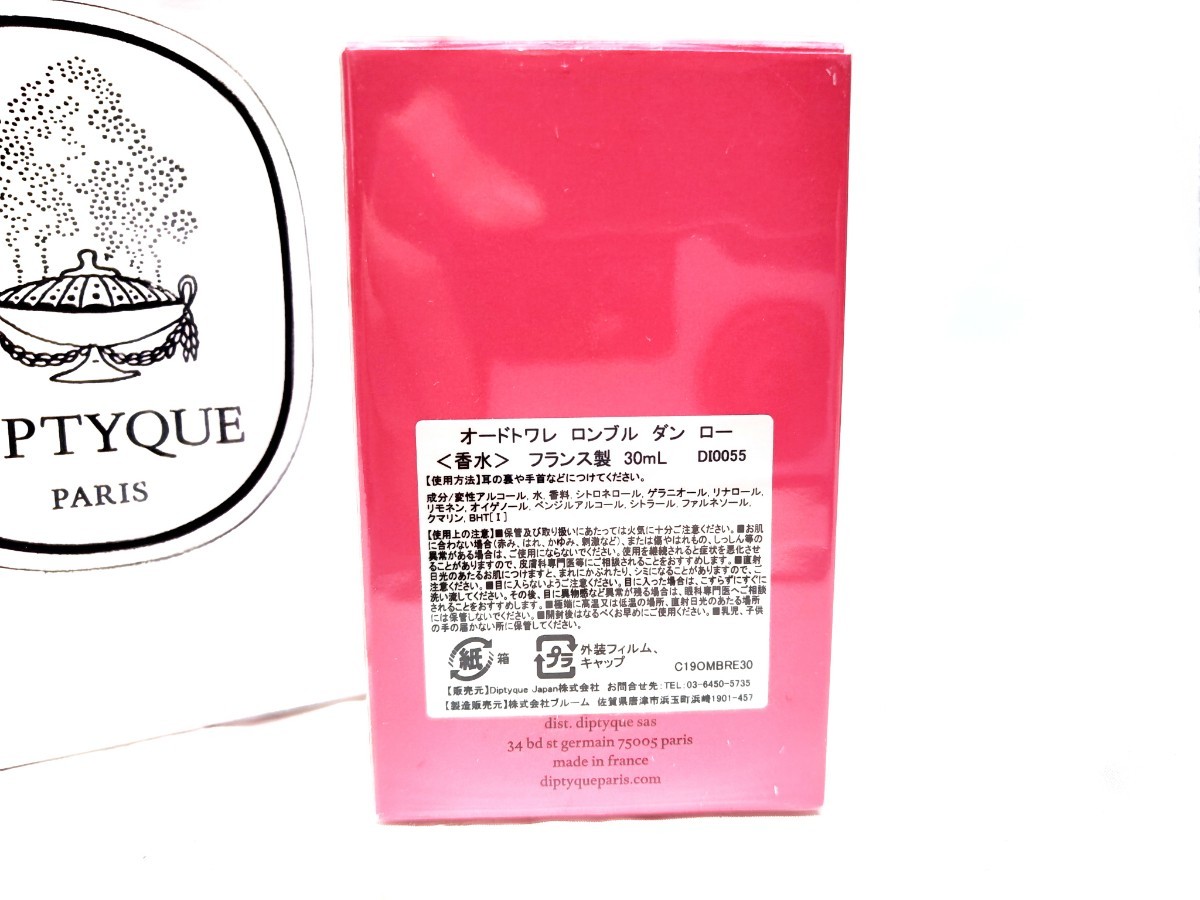 PTYQUE
PARIS
オードトワレ ロンブル ダン ロー
＜香水＞ フランス製 30mL DI0055
【使用方法】耳の裏や手首などにつけてください。
成分/変性アルコール、水、香料、シトロネロール、ゲラニオール、リナロール、
リモネン、オイゲノール、ベンジルアルコール、シトラール、ファルネソール、
クマリン、BHT[I]
【使用上の注意】■保管及び取り扱いにあたっては火気に十分ご注意ください。■お肌
に合わない場合(赤み、はれ、かゆみ、刺激など)、または傷やはれもの、しっしん等の
異常がある場合は、ご使用にならないでください。使用を継続されると症状を悪化させ
ることがありますので、皮膚科専門医等にご相談されることをおすすめします。■直射
日光のあたるお肌につけますと、まれにかぶれたり、シミになることがありますので、ご
注意ください。■目に入らないようご注意ください。目に入った場合は、こすらずにすぐに
洗い流してください。その後、目に異物感など異常が残る場合は、眼科専門医へご相談
されることをおすすめします。■極端に高温又は低温の場所、直射日光のあたる場所
には保管しないでください。■開封後はなるべくお早めにご使用ください。■乳児、子供
の手の届かない所に保管してください。
紙 箱 プラ 外装フィルム、
キャップ
C19OMBRE30
【販売元】Diptyque Japan株式会社 お問合せ先:TEL:03-6450-5735
【製造販売元】株式会社ブルーム 佐賀県唐津市浜玉町浜崎1901-457
dist. diptyque sas
34 bd st germain 75005 paris
made in france
diptyqueparis.com